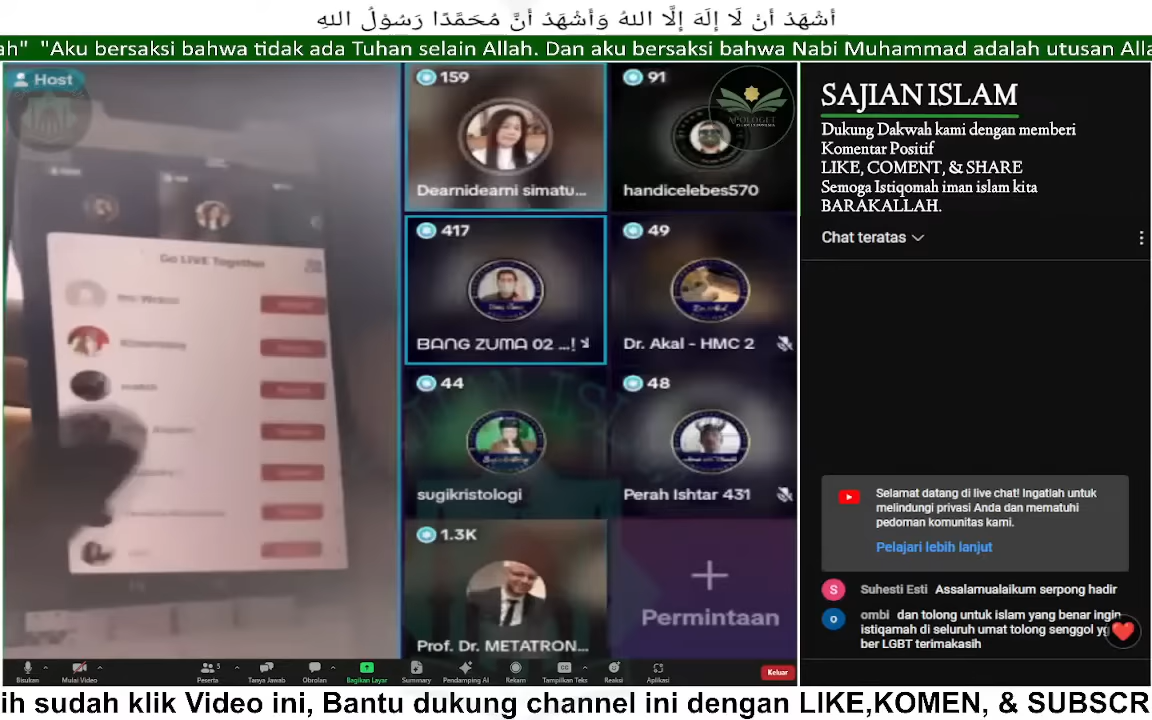 أَشْهَدُ أَنْ لَا إِلَهَ إِلَّا اللهُ وَأَشْهَدُ أَنَّ مُحَمَّدًا رَسُوْلُ اللهِ
ah" "Aku bersaksi bahwa tidak ada Tuhan selain Allah. Dan aku bersaksi bahwa Nabi Muhammad adalah utusan Alla
Host
Go LIVE Together
159
Dearnidearni simatu...
91
APOLOGET
handicelebes570
417
BANG ZUMA 02 ...!
49
Dr. Akal - HMC 2
44
sugikristologi
48
Perah Ishtar 431
1.3K
Prof. Dr. METATRON...
Permintaan
SAJIAN ISLAM
Dukung Dakwah kami dengan memberi
Komentar Positif
LIKE, COMENT, & SHARE
Semoga Istiqomah iman islam kita
BARAKALLAH.
Chat teratas
Selamat datang di live chat! Ingatlah untuk
melindungi privasi Anda dan mematuhi
pedoman komunitas kami.
Pelajari lebih lanjut
S Suhesti Esti Assalamualaikum serpong hadir
o ombi dan tolong untuk islam yang benar ingin
istiqamah di seluruh umat tolong senggol yg
ber LGBT terimakasih
Bisukan
Mulai Video
5
Peserta
Tanya Jawab
Obrolan
Bagikan Layar
Summary
Pendamping AI
Rekam
CC
Tampilkan Teks
Reaksi
Aplikasi
Keluar
ih sudah klik Video ini, Bantu dukung channel ini dengan LIKE,KOMEN, & SUBSCR